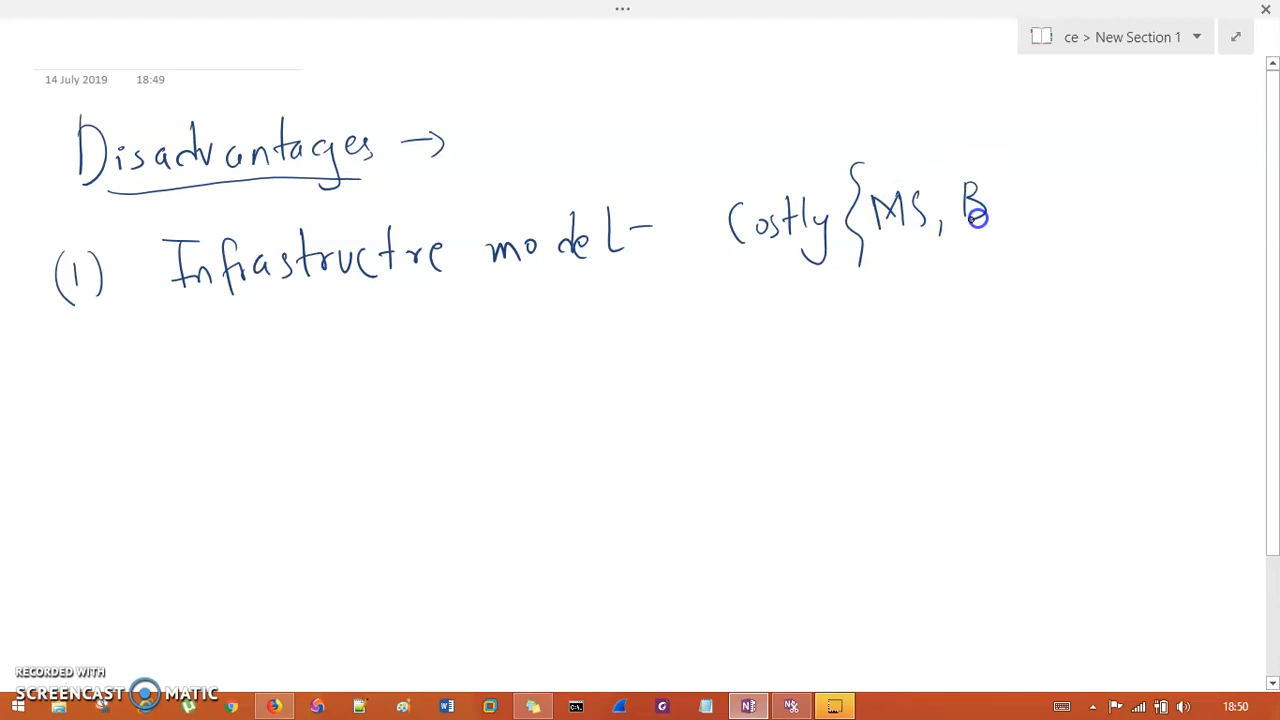 ce > New Section 1
14 July 2019 18:49
Disadvantages →
(1) Infrastructre model - Costly { MS, B
RECORDED WITH
SCREENCAST MATIC
18:50